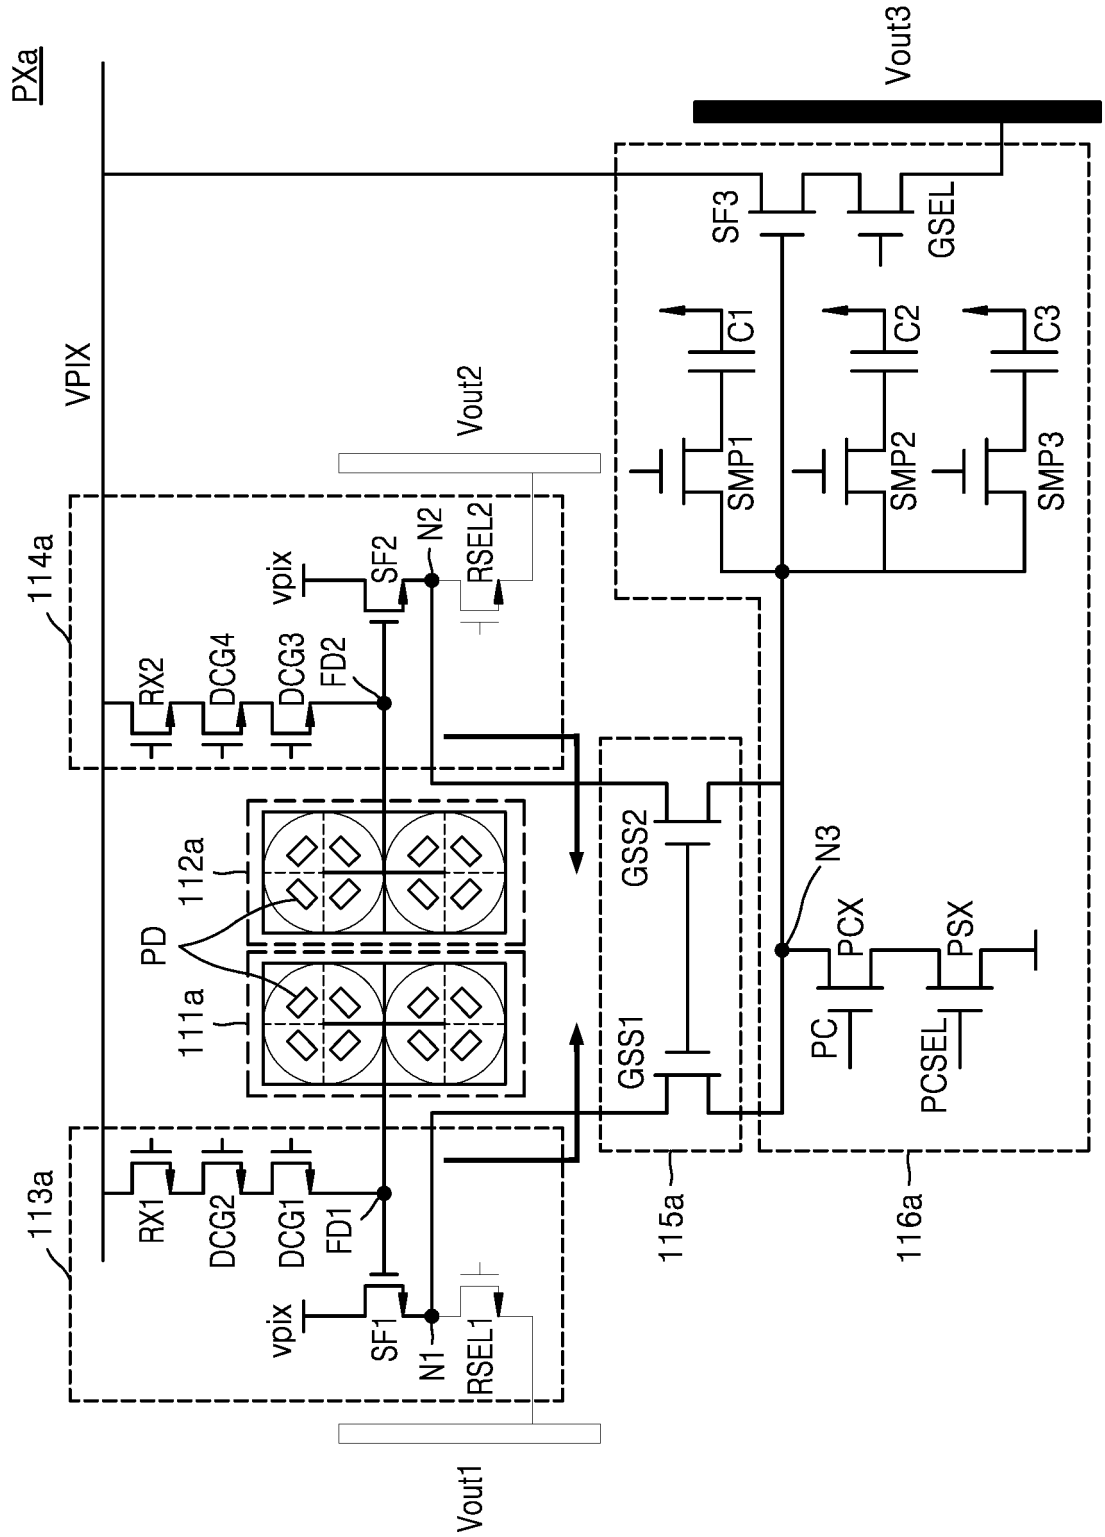 PXa
113a
114a
VPIX
RX1
DCG2
DCG1
FD1
vpix
SF1
N1
RSEL1
Vout1
111a
PD
112a
RX2
DCG4
DCG3
FD2
vpix
SF2
N2
RSEL2
Vout2
115a
GSS1
GSS2
116a
N3
PC
PCX
PCSEL
PSX
SMP1
C1
SMP2
C2
SMP3
C3
SF3
GSEL
Vout3